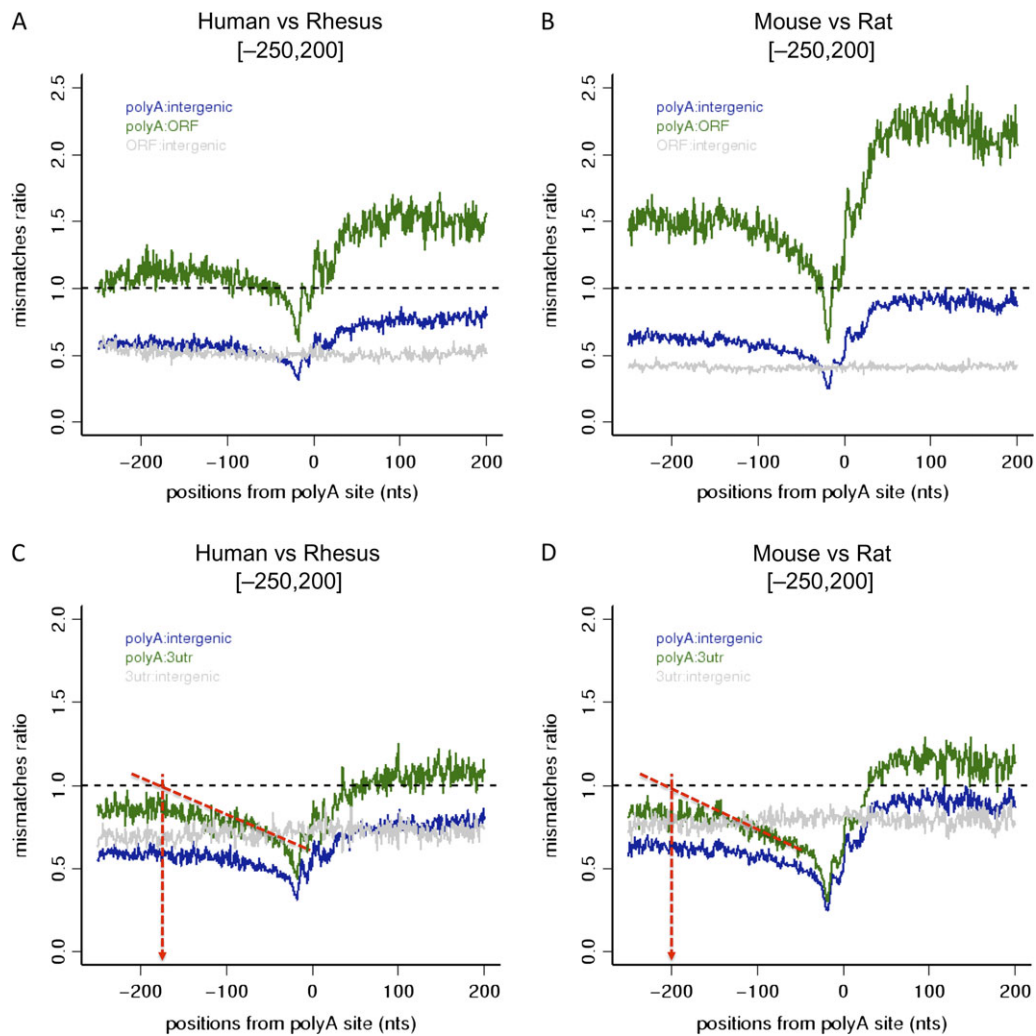 A
Human vs Rhesus
[−250,200]
mismatches ratio
2.5
2.0
1.5
1.0
0.5
0.0
polyA:intergenic
polyA:ORF
ORF:intergenic
−200
−100
0
100
200
positions from polyA site (nts)
B
Mouse vs Rat
[−250,200]
mismatches ratio
2.5
2.0
1.5
1.0
0.5
0.0
polyA:intergenic
polyA:ORF
ORF:intergenic
−200
−100
0
100
200
positions from polyA site (nts)
C
Human vs Rhesus
[−250,200]
mismatches ratio
2.0
1.5
1.0
0.5
0.0
polyA:intergenic
polyA:3utr
3utr:intergenic
−200
−100
0
100
200
positions from polyA site (nts)
D
Mouse vs Rat
[−250,200]
mismatches ratio
2.0
1.5
1.0
0.5
0.0
polyA:intergenic
polyA:3utr
3utr:intergenic
−200
−100
0
100
200
positions from polyA site (nts)